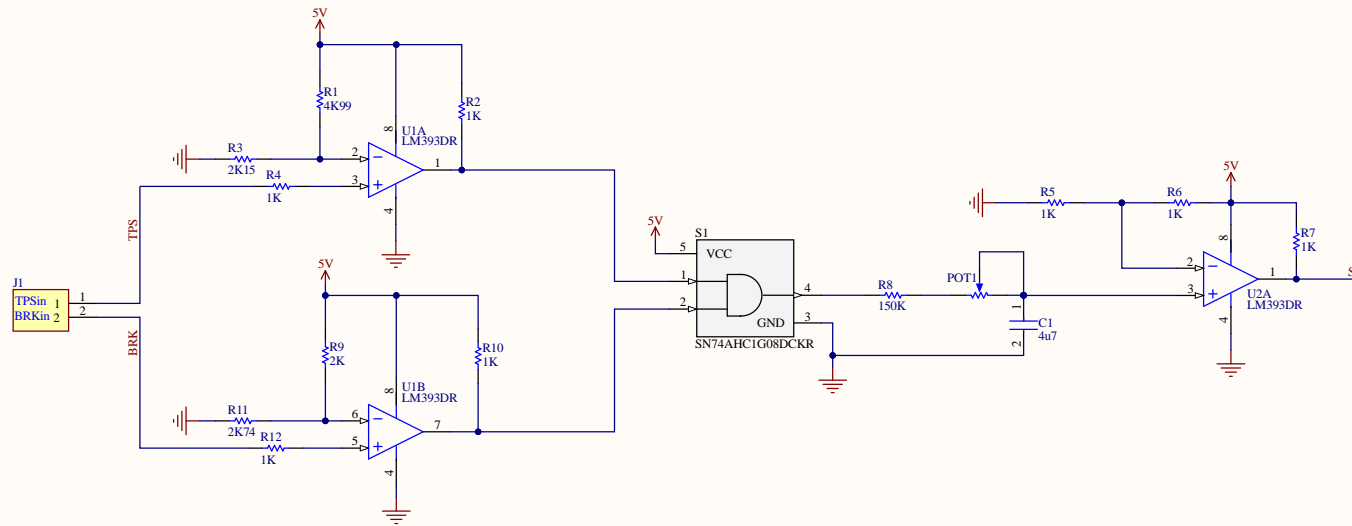 5V
R1
4K99
R2
1K
8
U1A
LM393DR
R3
2K15
2
1
R4
1K
3
4
TPS
J1
TPSin 1
BRKin 2
1
2
BRK
5V
R9
2K
R10
1K
8
U1B
LM393DR
R11
2K74
6
7
R12
1K
5
4
5V
S1
5
VCC
1
2
4
GND
3
SN74AHC1G08DCKR
R8
150K
POT1
1
C1
4u7
2
R5
1K
R6
1K
5V
8
R7
1K
2
1
3
U2A
LM393DR
4